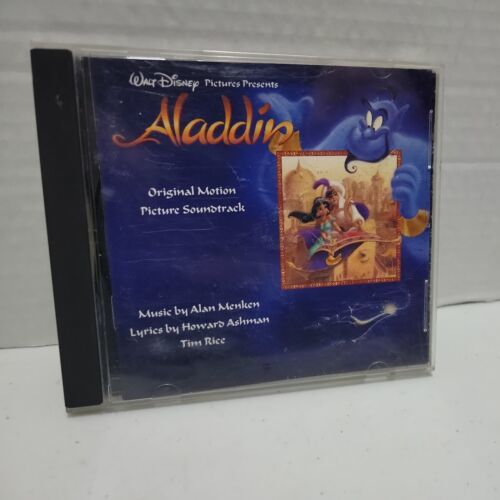 Walt Disney Pictures Presents
Aladdin
Original Motion
Picture Soundtrack
Music by Alan Menken
Lyrics by Howard Ashman
Tim Rice